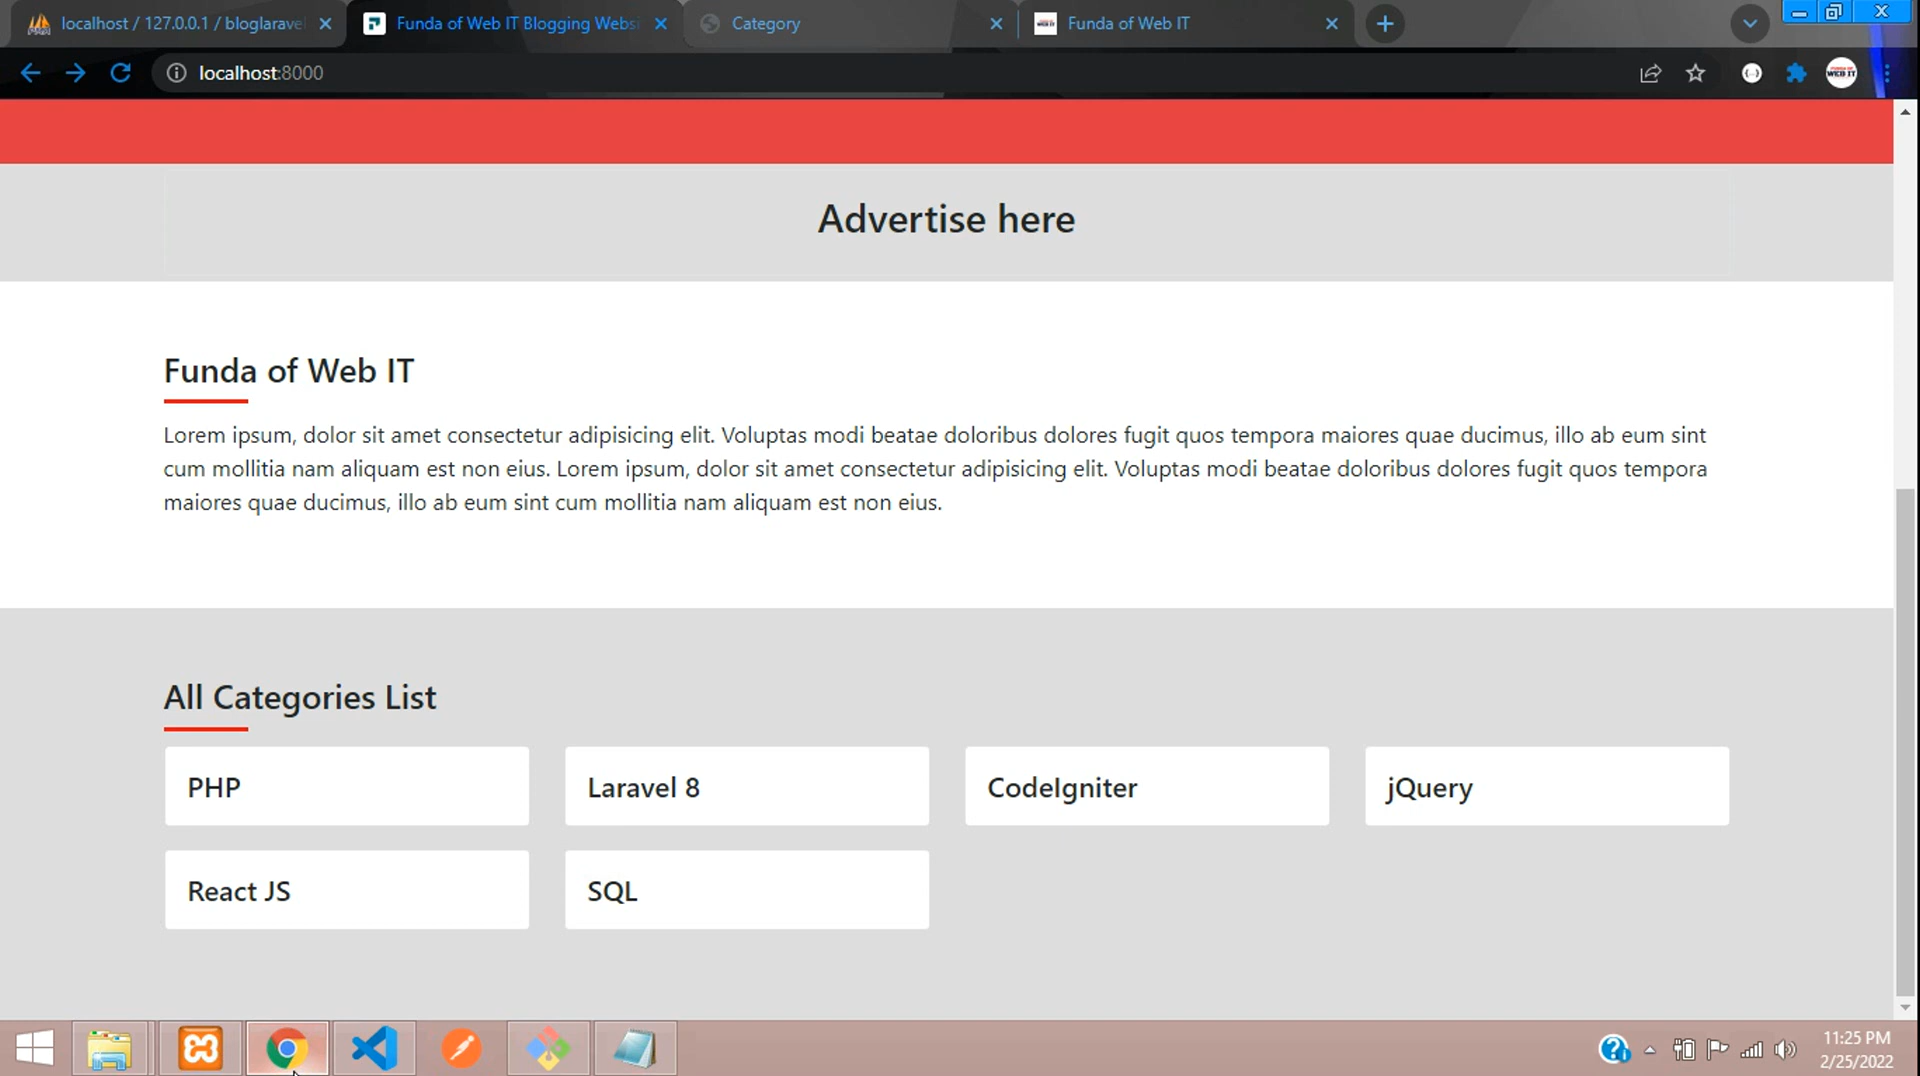 localhost / 127.0.0.1 / bloglarave
Funda of Web IT Blogging Websi
Category
Funda of Web IT
localhost:8000
WEB IT
Advertise here
Funda of Web IT
Lorem ipsum, dolor sit amet consectetur adipisicing elit. Voluptas modi beatae doloribus dolores fugit quos tempora maiores quae ducimus, illo ab eum sint
cum mollitia nam aliquam est non eius. Lorem ipsum, dolor sit amet consectetur adipisicing elit. Voluptas modi beatae doloribus dolores fugit quos tempora
maiores quae ducimus, illo ab eum sint cum mollitia nam aliquam est non eius.
All Categories List
PHP
Laravel 8
CodeIgniter
jQuery
React JS
SQL
11:25 PM
2/25/2022